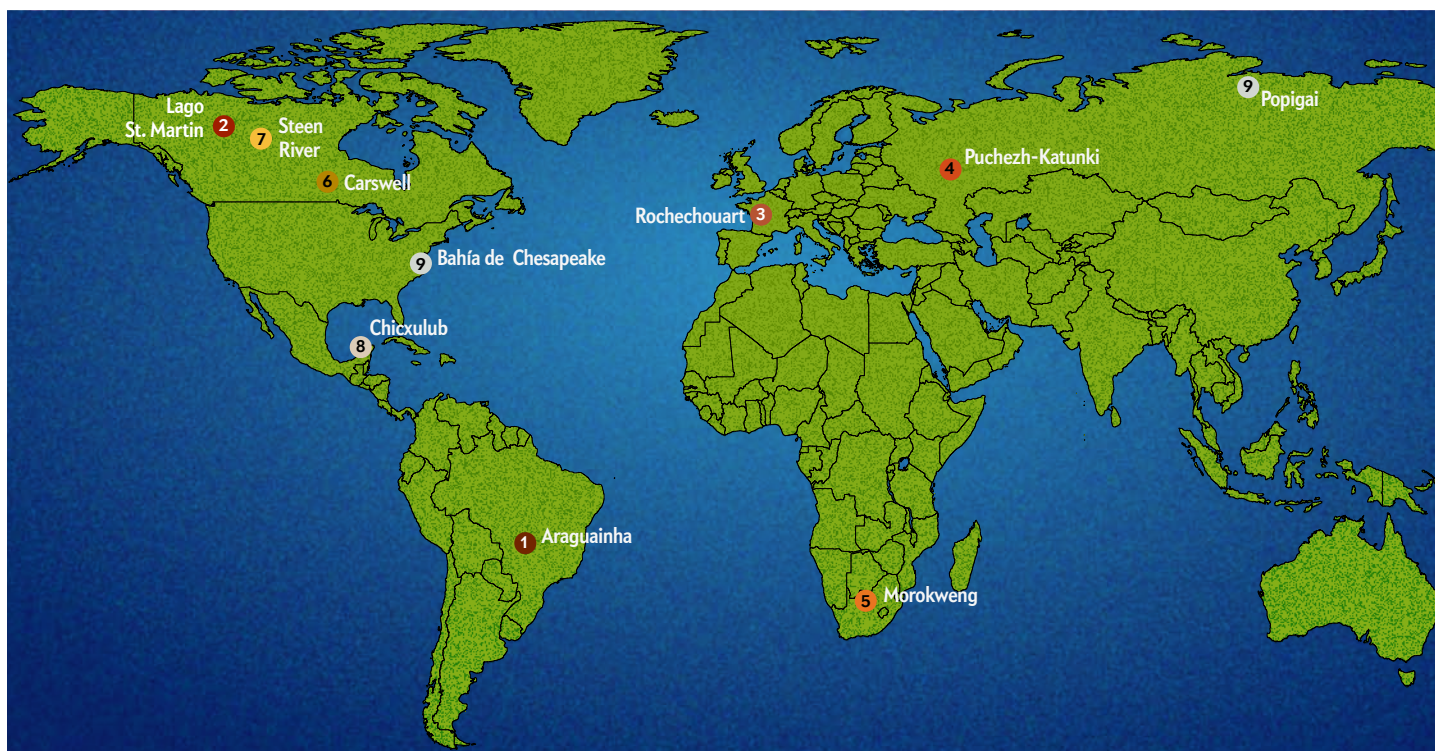 Lago
St. Martin 2
7 Steen
River
6 Carswell
9 Bahía de Chesapeake
Chicxulub
8
1 Araguainha
Rochechouart 3
4 Puchezh-Katunki
9
Popigai
5 Morokweng